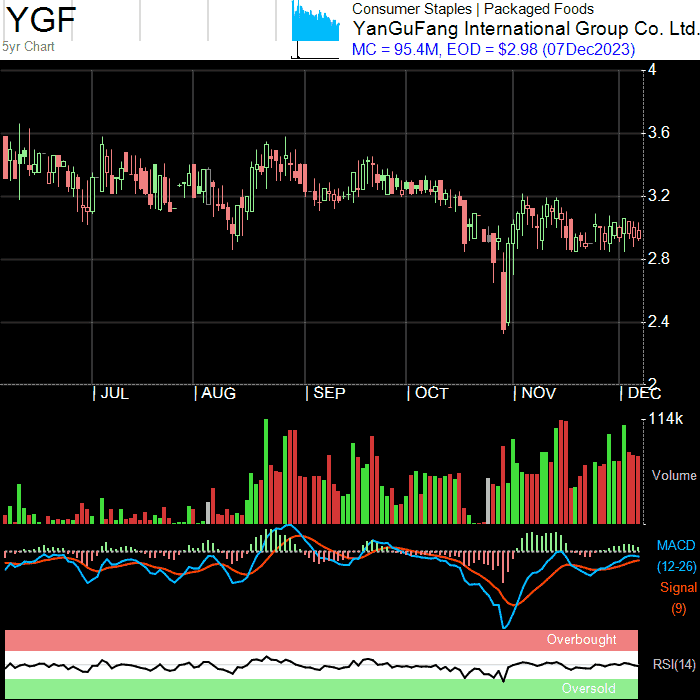 YGF
5yr Chart
Consumer Staples | Packaged Foods
YanGuFang International Group Co. Ltd.
MC = 95.4M, EOD = $2.98 (07Dec2023)
4
3.6
3.2
2.8
2.4
2
| JUL | AUG | SEP | OCT | NOV | DEC
114k
Volume
MACD
(12-26)
Signal
(9)
Overbought
RSI(14)
Oversold